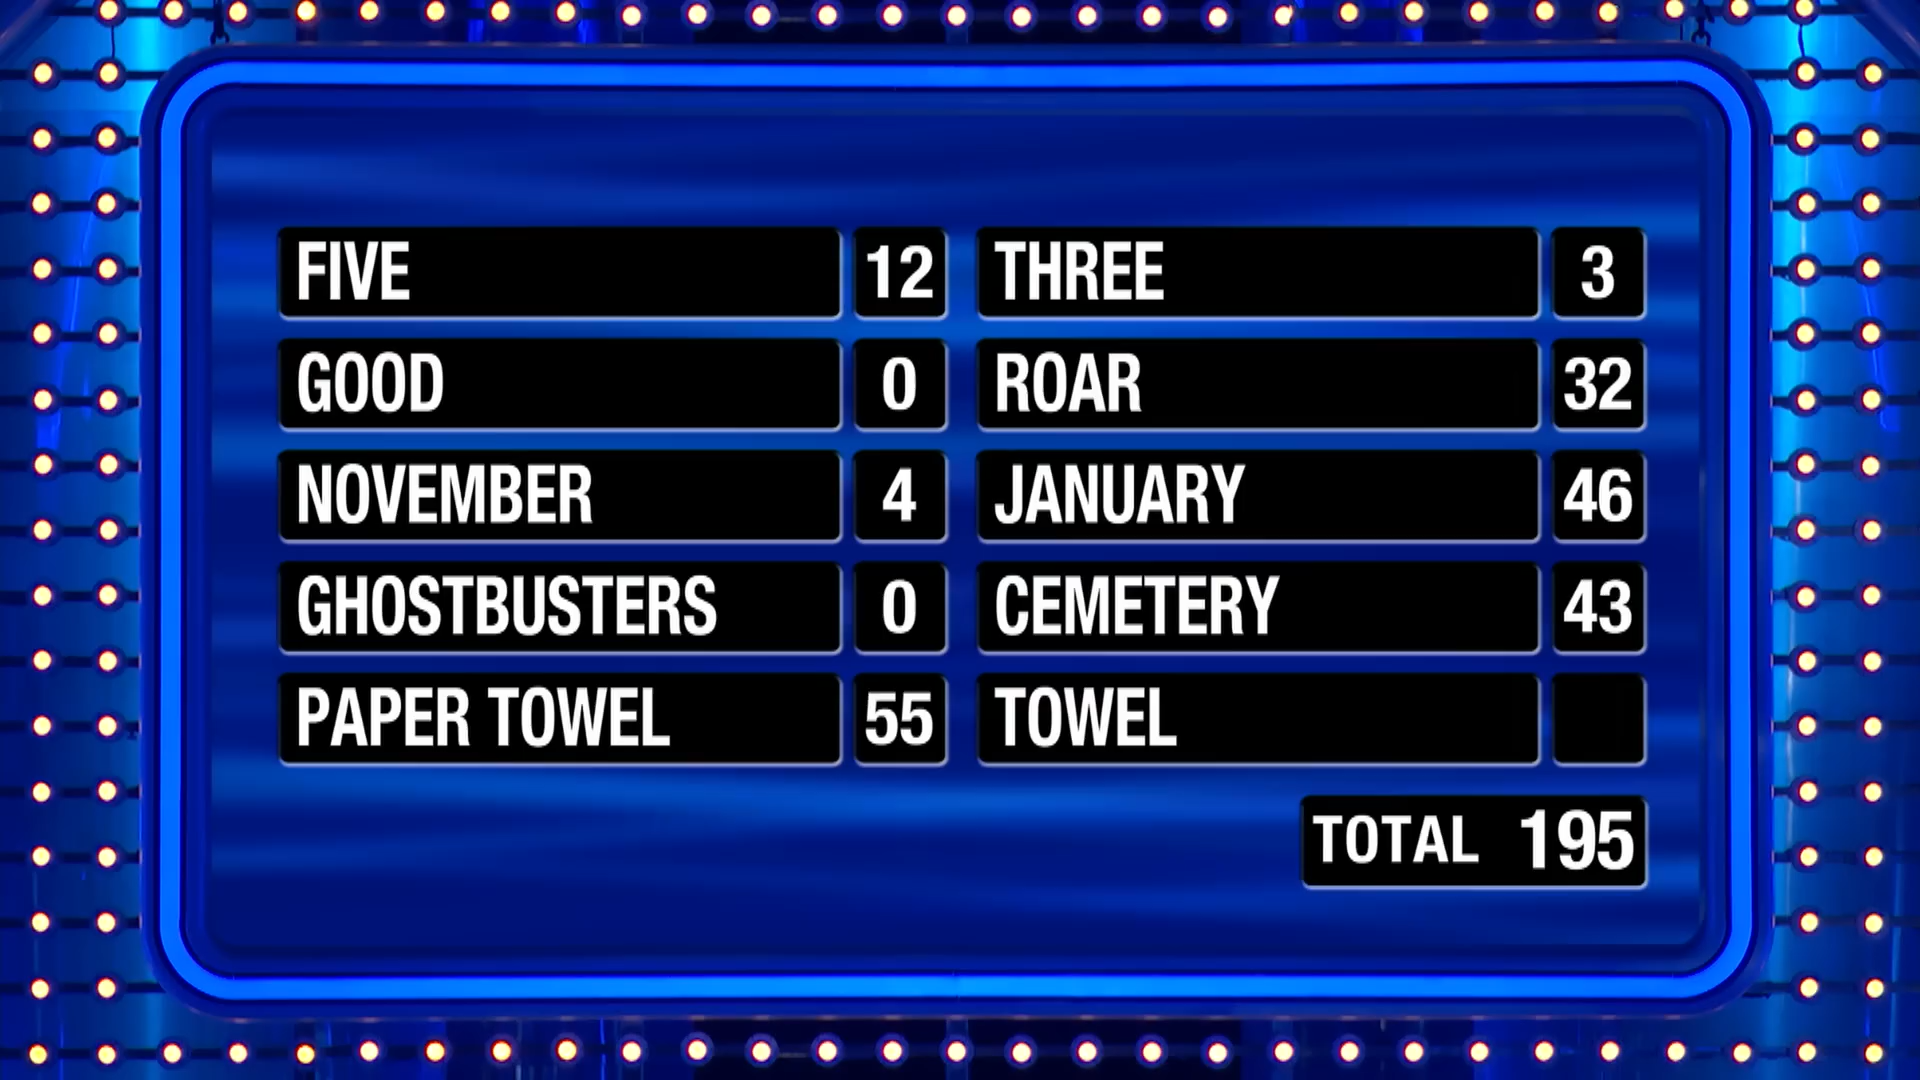 FIVE 12 THREE 3
GOOD 0 ROAR 32
NOVEMBER 4 JANUARY 46
GHOSTBUSTERS 0 CEMETERY 43
PAPER TOWEL 55 TOWEL
TOTAL 195